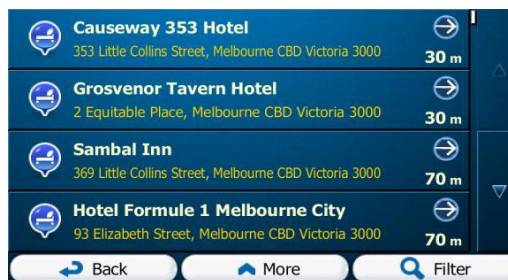 Causeway 353 Hotel
353 Little Collins Street, Melbourne CBD Victoria 3000
30 m
Grosvenor Tavern Hotel
2 Equitable Place, Melbourne CBD Victoria 3000
30 m
Sambal Inn
369 Little Collins Street, Melbourne CBD Victoria 3000
70 m
Hotel Formule 1 Melbourne City
93 Elizabeth Street, Melbourne CBD Victoria 3000
70 m
Back
More
Filter